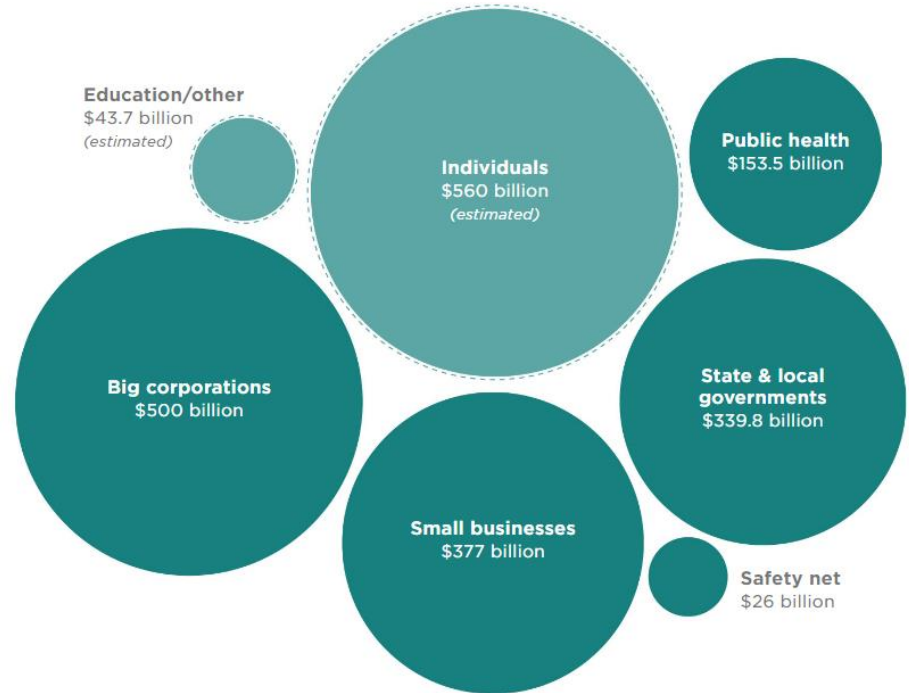 Education/other
$43.7 billion
(estimated)
Individuals
$560 billion
(estimated)
Public health
$153.5 billion
Big corporations
$500 billion
State & local
governments
$339.8 billion
Small businesses
$377 billion
Safety net
$26 billion